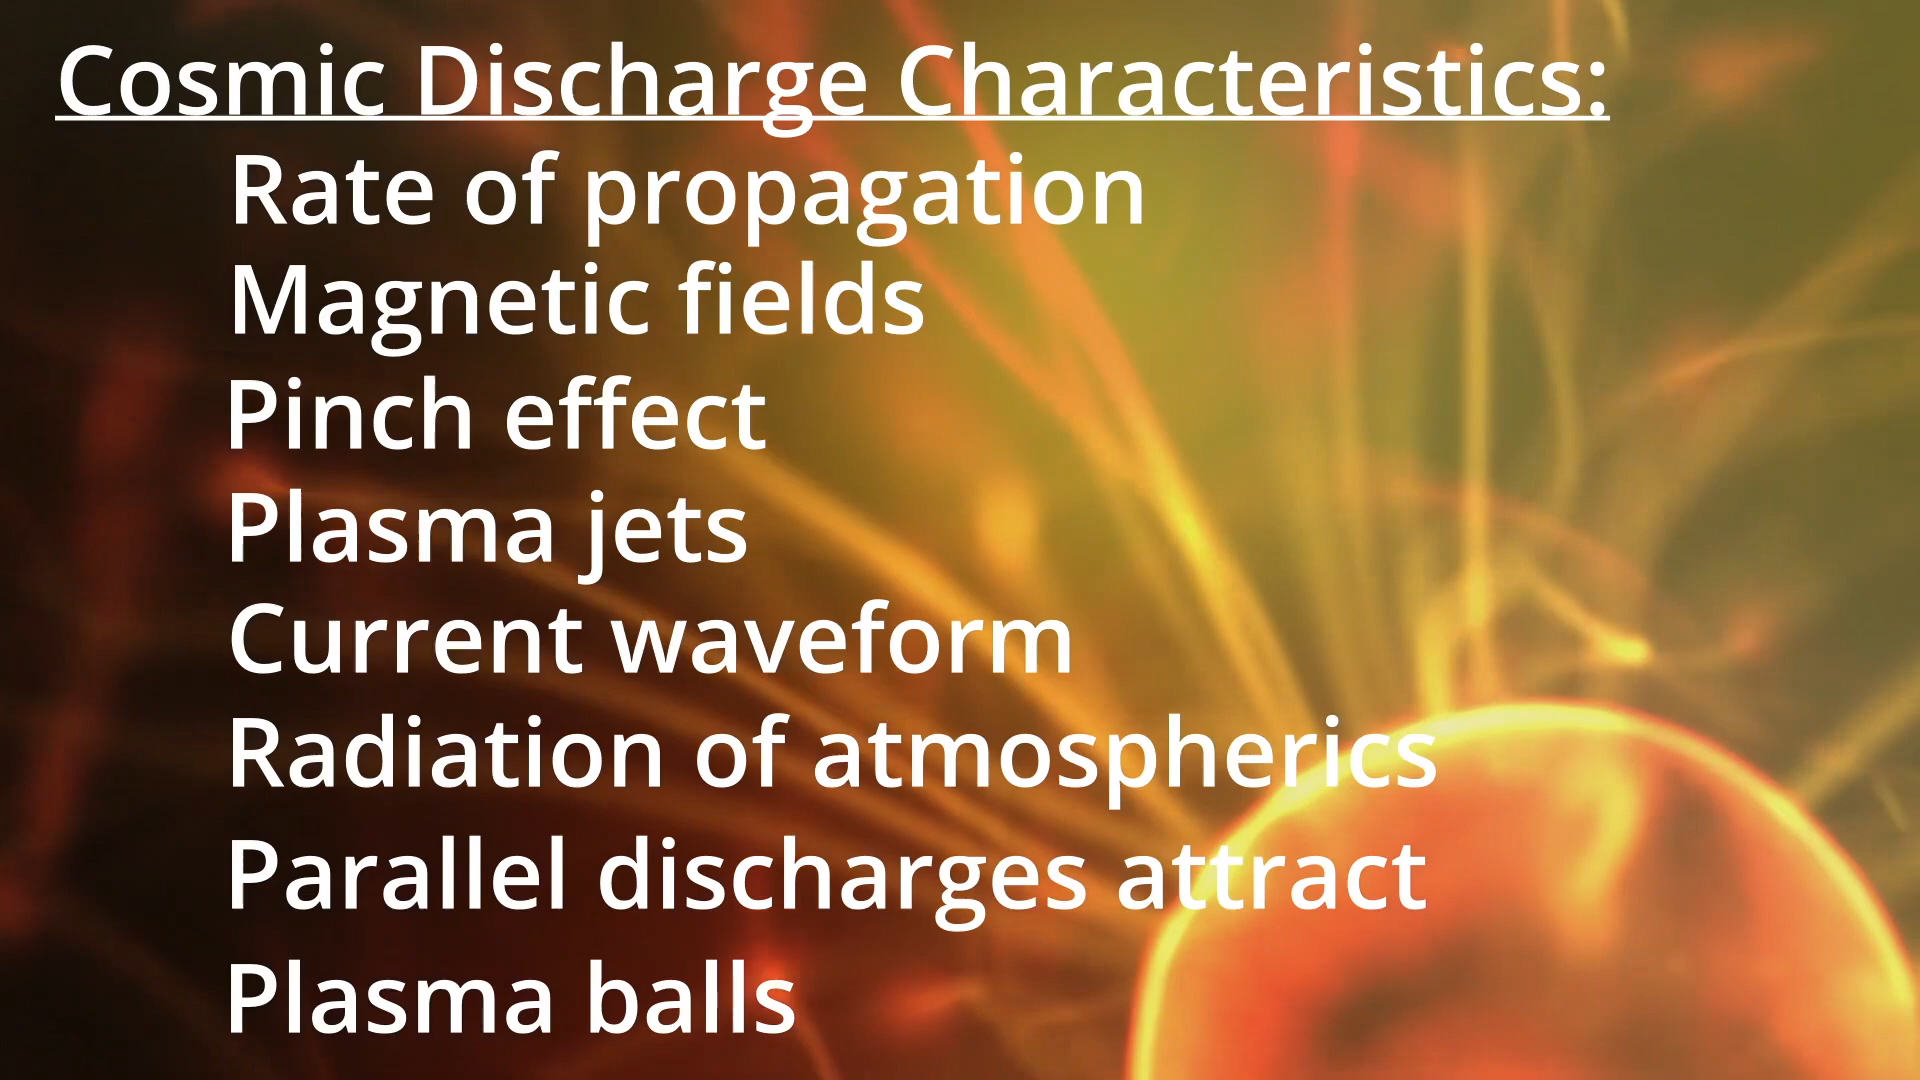 Cosmic Discharge Characteristics:
Rate of propagation
Magnetic fields
Pinch effect
Plasma jets
Current waveform
Radiation of atmospherics
Parallel discharges attract
Plasma balls